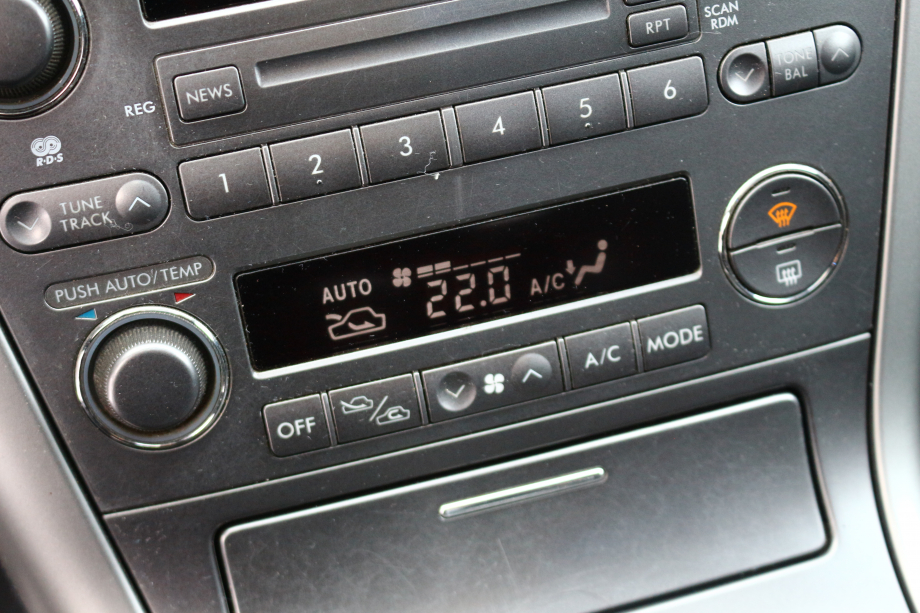 RPT
SCAN
RDM
NEWS
REG
1 2 3 4 5 6
TONE
BAL
R·D·S
TUNE
TRACK
PUSH AUTO/TEMP
AUTO
22.0
A/C
OFF
A/C
MODE